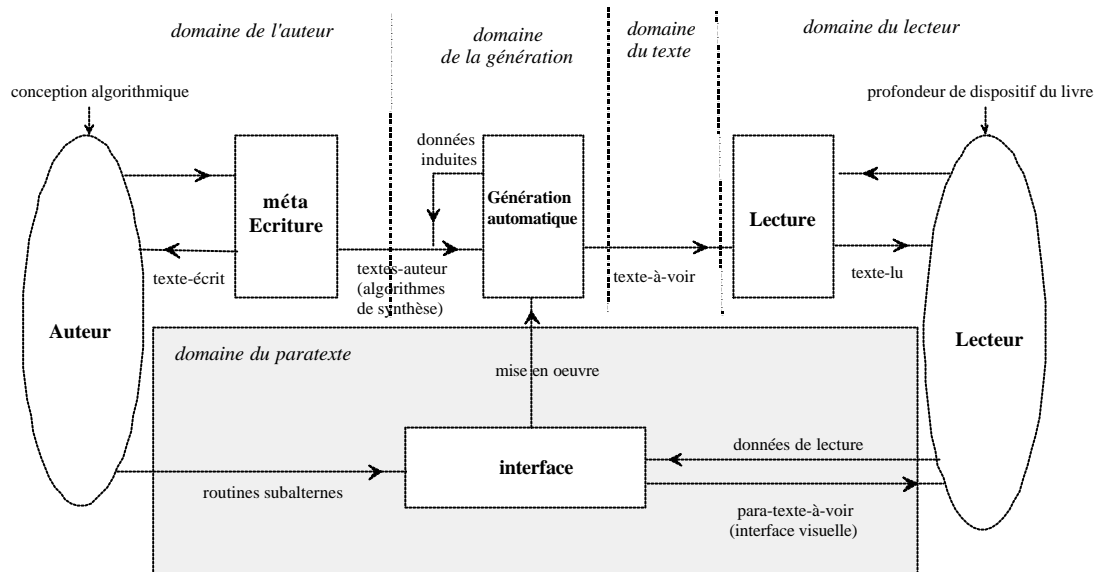 domaine de l'auteur
domaine
de la génération
domaine
du texte
domaine du lecteur
conception algorithmique
profondeur de dispositif du livre
données
induites
méta
Ecriture
Génération
automatique
Lecture
texte-écrit
textes-auteur
(algorithmes
de synthèse)
texte-à-voir
texte-lu
Auteur
Lecteur
domaine du paratexte
mise en oeuvre
interface
données de lecture
routines subalternes
para-texte-à-voir
(interface visuelle)